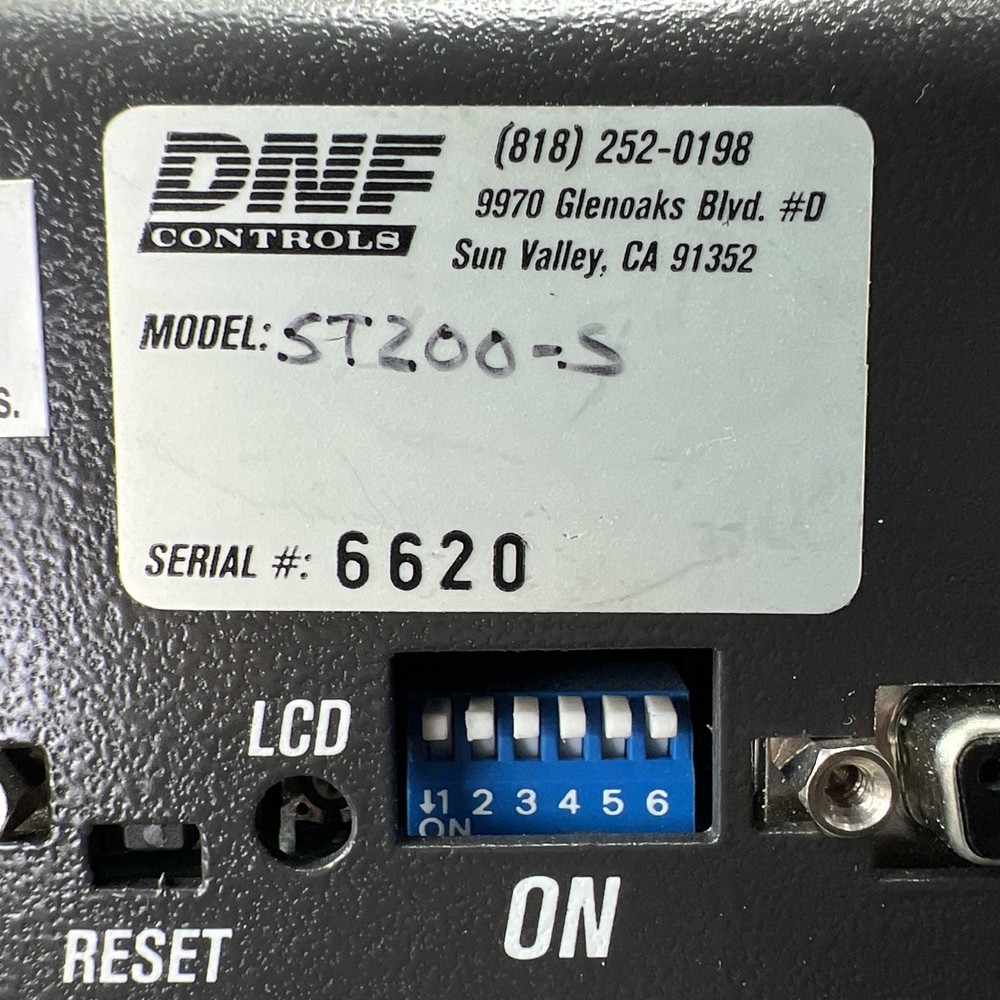 DNF
CONTROLS
(818) 252-0198
9970 Glenoaks Blvd. #D
Sun Valley, CA 91352
MODEL: ST200-S
SERIAL #: 6620
S.
LCD
↓1 2 3 4 5 6
ON
RESET
ON